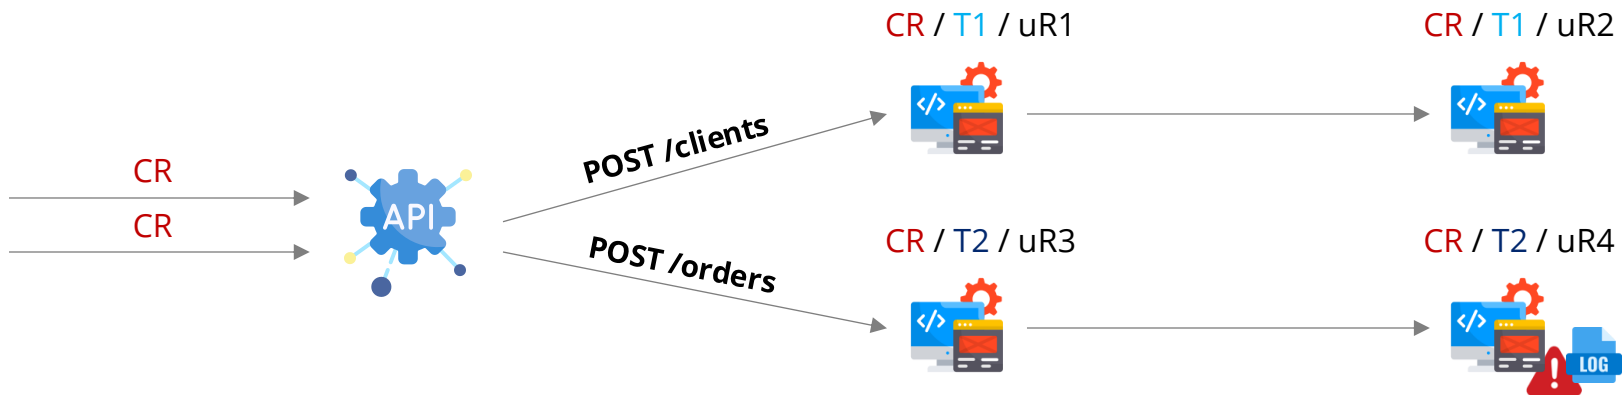 CR / T1 / uR1
CR / T1 / uR2
</>
</>
POST /clients
CR
CR
API
POST /orders
CR / T2 / uR3
CR / T2 / uR4
</>
</>
!
LOG